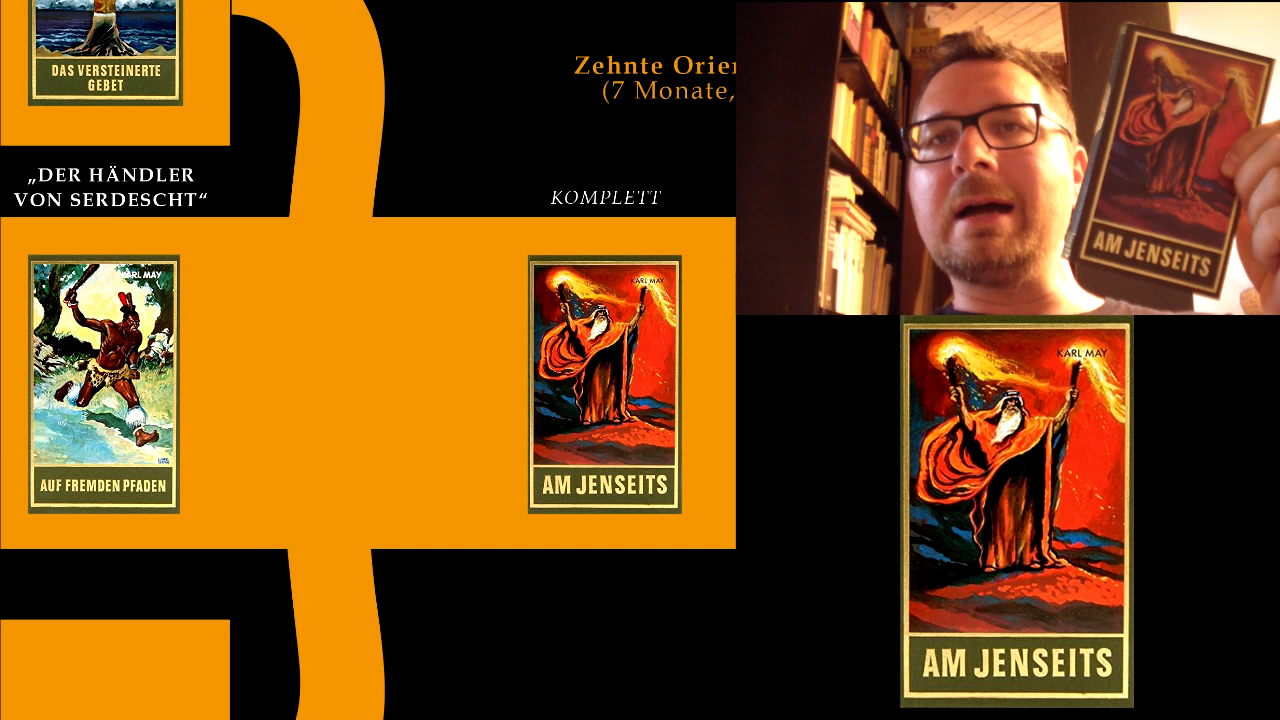 DAS VERSTEINERTE
GEBET
Zehnte Orien
(7 Monate,
„DER HÄNDLER
VON SERDESCHT“
KOMPLETT
KARL MAY
AUF FREMDEN PFADEN
KARL MAY
AM JENSEITS
AM JENSEITS
KARL MAY
AM JENSEITS